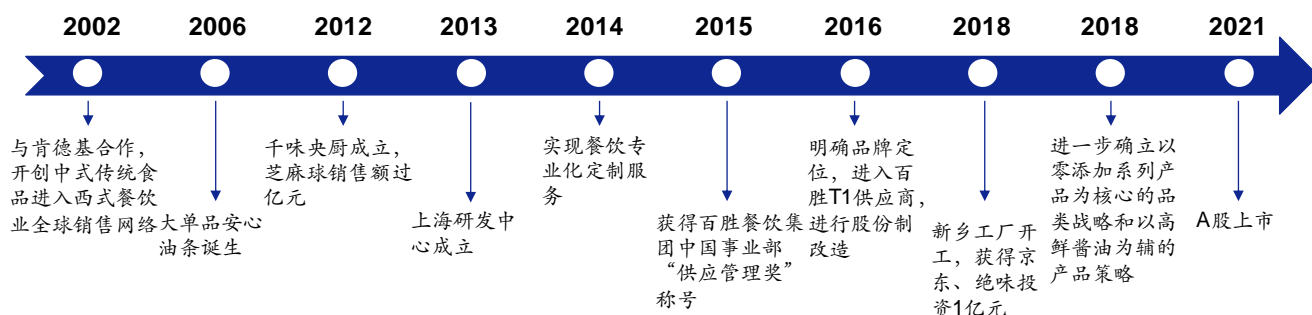 2002
2006
2012
2013
2014
2015
2016
2018
2018
2021
与肯德基合作，
开创中式传统食
品进入西式餐饮
业全球销售网络
大单品安心
油条诞生
千味央厨成立，
芝麻球销售额过
亿元
上海研发中
心成立
实现餐饮专
业化定制服
务
获得百胜餐饮集
团中国事业部
“供应管理奖”
称号
明确品牌定
位，进入百
胜T1供应商，
进行股份制
改造
新乡工厂开
工，获得京
东、绝味投
资1亿元
进一步确立以
零添加系列产
品为核心的品
类战略和以高
鲜酱油为辅的
产品策略
A股上市